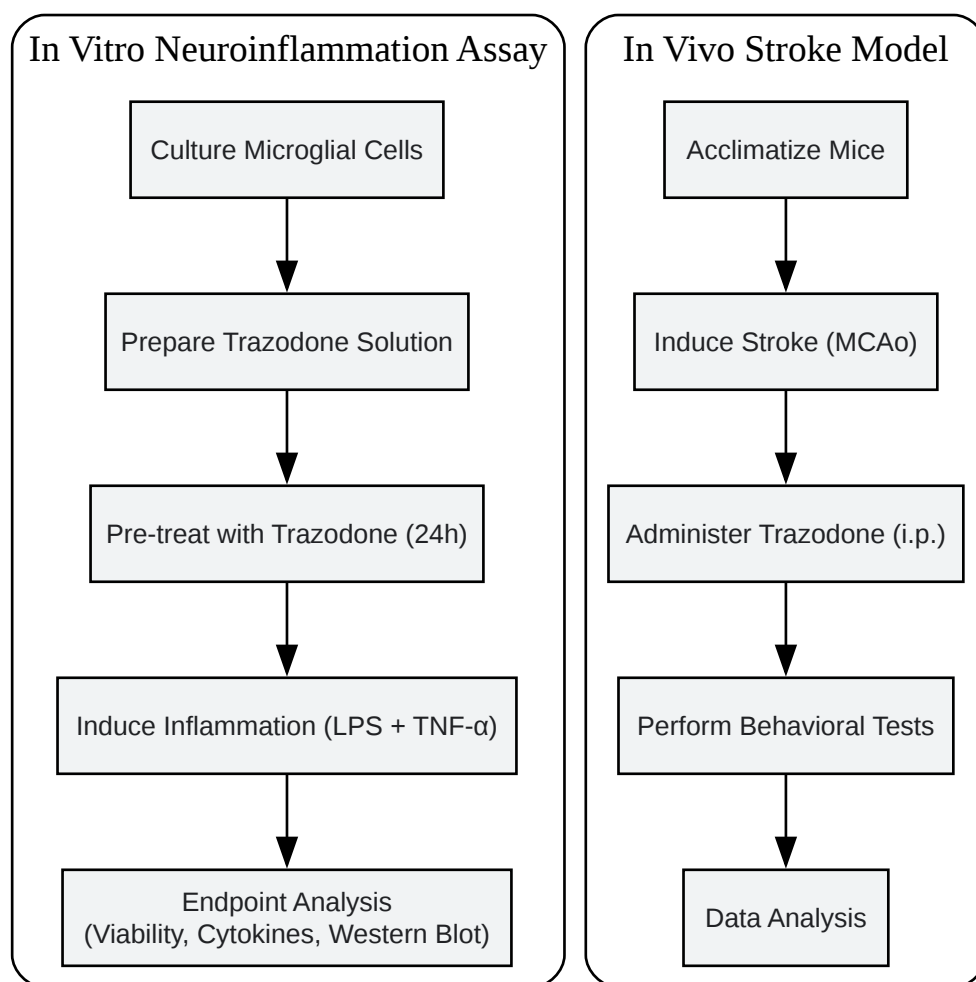 In Vitro Neuroinflammation Assay
Culture Microglial Cells
Prepare Trazodone Solution
Pre-treat with Trazodone (24h)
Induce Inflammation (LPS + TNF-α)
Endpoint Analysis
(Viability, Cytokines, Western Blot)
In Vivo Stroke Model
Acclimatize Mice
Induce Stroke (MCAo)
Administer Trazodone (i.p.)
Perform Behavioral Tests
Data Analysis